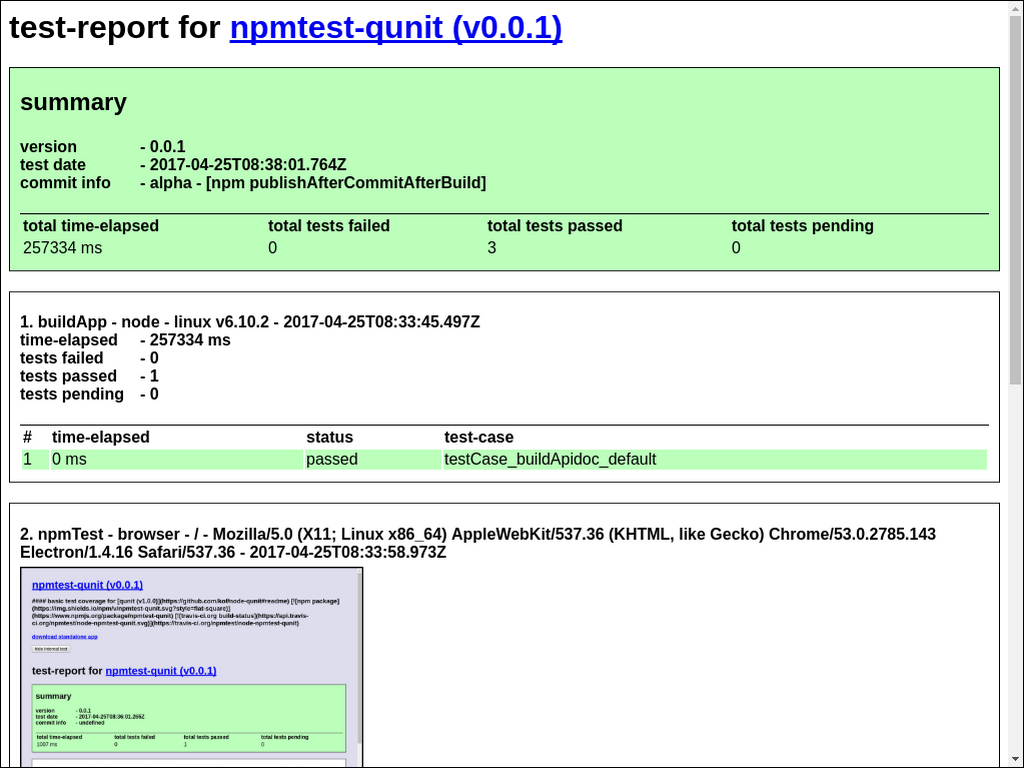 test-report for npmtest-qunit (v0.0.1)
summary
version - 0.0.1
test date - 2017-04-25T08:38:01.764Z
commit info - alpha - [npm publishAfterCommitAfterBuild]
total time-elapsed total tests failed total tests passed total tests pending
257334 ms 0 3 0
1. buildApp - node - linux v6.10.2 - 2017-04-25T08:33:45.497Z
time-elapsed - 257334 ms
tests failed - 0
tests passed - 1
tests pending - 0
# time-elapsed status test-case
1 0 ms passed testCase_buildApidoc_default
2. npmTest - browser - / - Mozilla/5.0 (X11; Linux x86_64) AppleWebKit/537.36 (KHTML, like Gecko) Chrome/53.0.2785.143
Electron/1.4.16 Safari/537.36 - 2017-04-25T08:33:58.973Z
npmtest-qunit (v0.0.1)
#### basic test coverage for [qunit (v1.0.0)](https://github.com/kof/node-qunit#readme) [![npm package]
(https://img.shields.io/npm/v/npmtest-qunit.svg?style=flat-square)]
(https://www.npmjs.org/package/npmtest-qunit) [![travis-ci.org build-status](https://api.travis-
ci.org/npmtest/node-npmtest-qunit.svg)](https://travis-ci.org/npmtest/node-npmtest-qunit)
download standalone app
hide internal test
test-report for npmtest-qunit (v0.0.1)
summary
version - 0.0.1
test date - 2017-04-25T08:36:01.265Z
commit info - undefined
total time-elapsed total tests failed total tests passed total tests pending
1097 ms 0 1 0